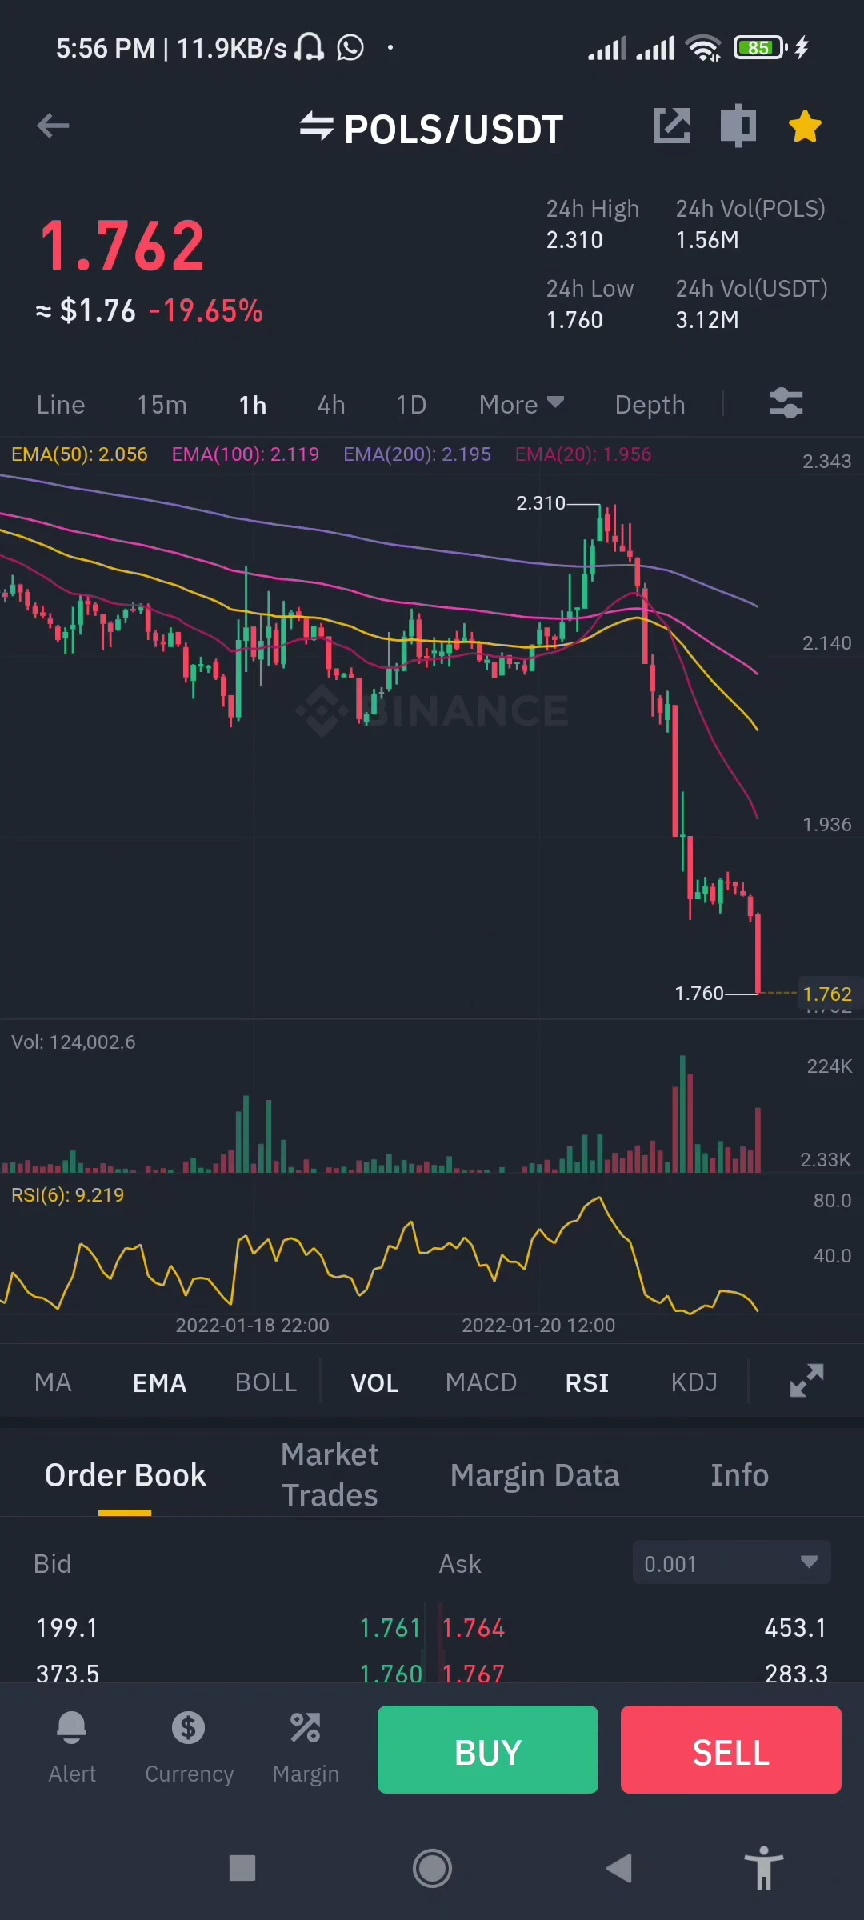 5:56 PM | 11.9KB/s
85
POLS/USDT
1.762
≈ $1.76 -19.65%
24h High
2.310
24h Vol(POLS)
1.56M
24h Low
1.760
24h Vol(USDT)
3.12M
Line 15m 1h 4h 1D More Depth
EMA(50): 2.056 EMA(100): 2.119 EMA(200): 2.195 EMA(20): 1.956
2.343
2.310
2.140
BINANCE
1.936
1.760
1.762
Vol: 124,002.6
224K
2.33K
RSI(6): 9.219
80.0
40.0
2022-01-18 22:00 2022-01-20 12:00
MA EMA BOLL VOL MACD RSI KDJ
Order Book Market Trades Margin Data Info
Bid Ask 0.001
199.1 1.761 1.764 453.1
373.5 1.760 1.767 283.3
Alert Currency Margin BUY SELL